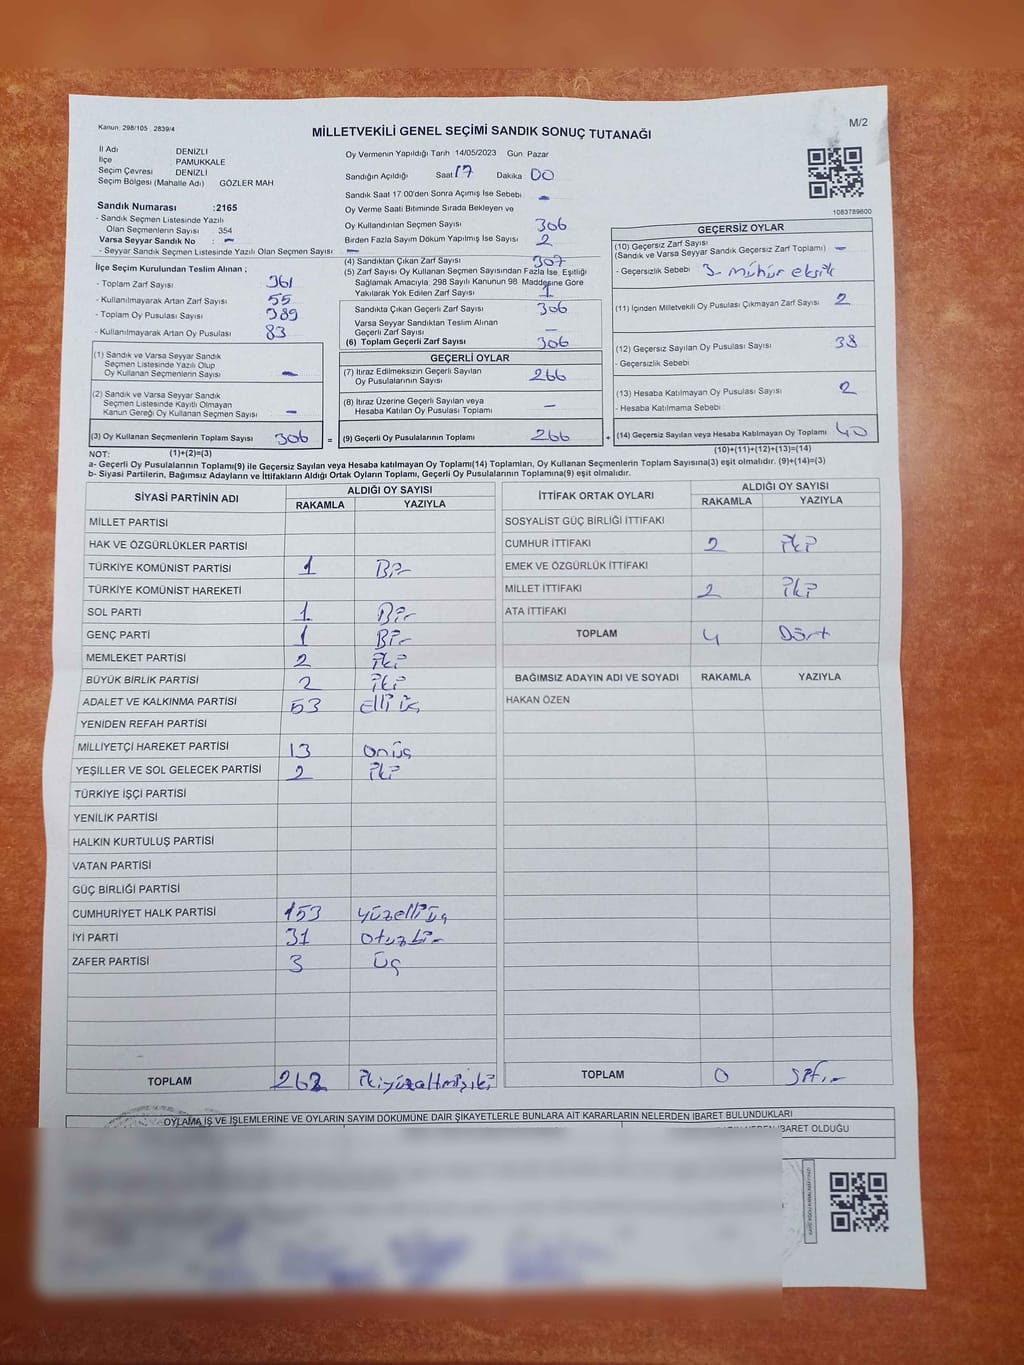 Kanun: 298/105 , 2839/4
MİLLETVEKİLİ GENEL SEÇİMİ SANDIK SONUÇ TUTANAĞI
M/2
İl Adı DENİZLİ
İlçe PAMUKKALE
Seçim Çevresi DENİZLİ
Seçim Bölgesi (Mahalle Adı) GÖZLER MAH.
Sandık Numarası :2165
- Sandık Seçmen Listesinde Yazılı
Olan Seçmenlerin Sayısı : 354
Varsa Seyyar Sandık No : -
- Seyyar Sandık Seçmen Listesinde Yazılı Olan Seçmen Sayısı : -
İlçe Seçim Kurulundan Teslim Alınan ;
- Toplam Zarf Sayısı 361
- Kullanılmayarak Artan Zarf Sayısı 55
- Toplam Oy Pusulası Sayısı 389
- Kullanılmayarak Artan Oy Pusulası 83
(1) Sandık ve Varsa Seyyar Sandık
Seçmen Listesinde Yazılı Olup
Oy Kullanan Seçmenlerin Sayısı -
(2) Sandık ve Varsa Seyyar Sandık
Seçmen Listesinde Kayıtlı Olmayan
Kanun Gereği Oy Kullanan Seçmen Sayısı -
(3) Oy Kullanan Seçmenlerin Toplam Sayısı 306 =
Oy Vermenin Yapıldığı Tarih 14/05/2023 Gün Pazar
Sandığın Açıldığı Saat 17 Dakika 00
Sandık Saat 17:00'den Sonra Açılmış İse Sebebi -
Oy Verme Saati Bitiminde Sırada Bekleyen ve
Oy Kullandırılan Seçmen Sayısı 306
Birden Fazla Sayım Döküm Yapılmış İse Sayısı 2
(4) Sandıktan Çıkan Zarf Sayısı 307
(5) Zarf Sayısı Oy Kullanan Seçmen Sayısından Fazla İse, Eşitliği
Sağlamak Amacıyla, 298 Sayılı Kanunun 98. Maddesine Göre
Yakılarak Yok Edilen Zarf Sayısı 1
Sandıkta Çıkan Geçerli Zarf Sayısı 306
Varsa Seyyar Sandıktan Teslim Alınan
Geçerli Zarf Sayısı -
(6) Toplam Geçerli Zarf Sayısı 306
GEÇERLİ OYLAR
(7) İtiraz Edilmeksizin Geçerli Sayılan
Oy Pusulalarının Sayısı 266
(8) İtiraz Üzerine Geçerli Sayılan veya
Hesaba Katılan Oy Pusulası Toplamı -
(9) Geçerli Oy Pusulalarının Toplamı 266 +
1083789800
GEÇERSİZ OYLAR
(10) Geçersiz Zarf Sayısı
(Sandık ve Varsa Seyyar Sandık Geçersiz Zarf Toplamı) -
- Geçersizlik Sebebi 3- mühür eksik
(11) İçinden Milletvekili Oy Pusulası Çıkmayan Zarf Sayısı 2
(12) Geçersiz Sayılan Oy Pusulası Sayısı 38
- Geçersizlik Sebebi
(13) Hesaba Katılmayan Oy Pusulası Sayısı 2
- Hesaba Katılmama Sebebi
(14) Geçersiz Sayılan veya Hesaba Katılmayan Oy Toplamı 40
NOT: (1)+(2)=(3) (10)+(11)+(12)+(13)=(14)
a- Geçerli Oy Pusulalarının Toplamı(9) ile Geçersiz Sayılan veya Hesaba katılmayan Oy Toplamı(14) Toplamları, Oy Kullanan Seçmenlerin Toplam Sayısına(3) eşit olmalıdır. (9)+(14)=(3)
b- Siyasi Partilerin, Bağımsız Adayların ve İttifakların Aldığı Ortak Oyların Toplamı, Geçerli Oy Pusulalarının Toplamına(9) eşit olmalıdır.
SİYASİ PARTİNİN ADI ALDIĞI OY SAYISI
RAKAMLA YAZIYLA
MİLLET PARTİSİ
HAK VE ÖZGÜRLÜKLER PARTİSİ
TÜRKİYE KOMÜNİST PARTİSİ 1 Bir
TÜRKİYE KOMÜNİST HAREKETİ
SOL PARTİ 1 Bir
GENÇ PARTİ 1 Bir
MEMLEKET PARTİSİ 2 iki
BÜYÜK BİRLİK PARTİSİ 2 iki
ADALET VE KALKINMA PARTİSİ 53 elli üç
YENİDEN REFAH PARTİSİ
MİLLİYETÇİ HAREKET PARTİSİ 13 onüç
YEŞİLLER VE SOL GELECEK PARTİSİ 2 iki
TÜRKİYE İŞÇİ PARTİSİ
YENİLİK PARTİSİ
HALKIN KURTULUŞ PARTİSİ
VATAN PARTİSİ
GÜÇ BİRLİĞİ PARTİSİ
CUMHURİYET HALK PARTİSİ 153 yüzelli üç
İYİ PARTİ 31 otuzbir
ZAFER PARTİSİ 3 üç
TOPLAM 262 ikiyüzaltmışiki
İTTİFAK ORTAK OYLARI ALDIĞI OY SAYISI
RAKAMLA YAZIYLA
SOSYALİST GÜÇ BİRLİĞİ İTTİFAKI
CUMHUR İTTİFAKI 2 iki
EMEK VE ÖZGÜRLÜK İTTİFAKI
MİLLET İTTİFAKI 2 iki
ATA İTTİFAKI
TOPLAM 4 Dört
BAĞIMSIZ ADAYIN ADI VE SOYADI RAKAMLA YAZIYLA
HAKAN ÖZEN
TOPLAM 0 sıfır
OYLAMA İŞ VE İŞLEMLERİNE VE OYLARIN SAYIM DÖKÜMÜNE DAİR ŞİKAYETLERLE BUNLARA AİT KARARLARIN NELERDEN İBARET BULUNDUKLARI
NEDEN İBARET OLDUĞU